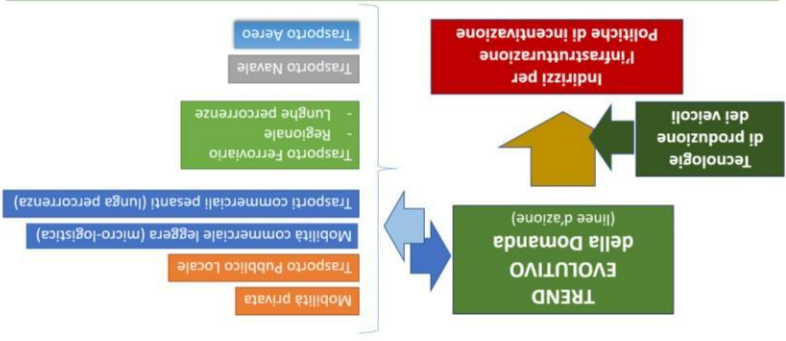 TREND
EVOLUTIVO
della Domanda
(linee d'azione)
Tecnologie
di produzione
dei veicoli
Indirizzi per
l'infrastrutturazione
Politiche di incentivazione
Mobilità privata
Trasporto Pubblico Locale
Mobilità commerciale leggera (micro-logistica)
Trasporti commerciali pesanti (lunga percorrenza)
Trasporto Ferroviario
- Regionale
- Lunghe percorrenze
Trasporto Navale
Trasporto Aereo